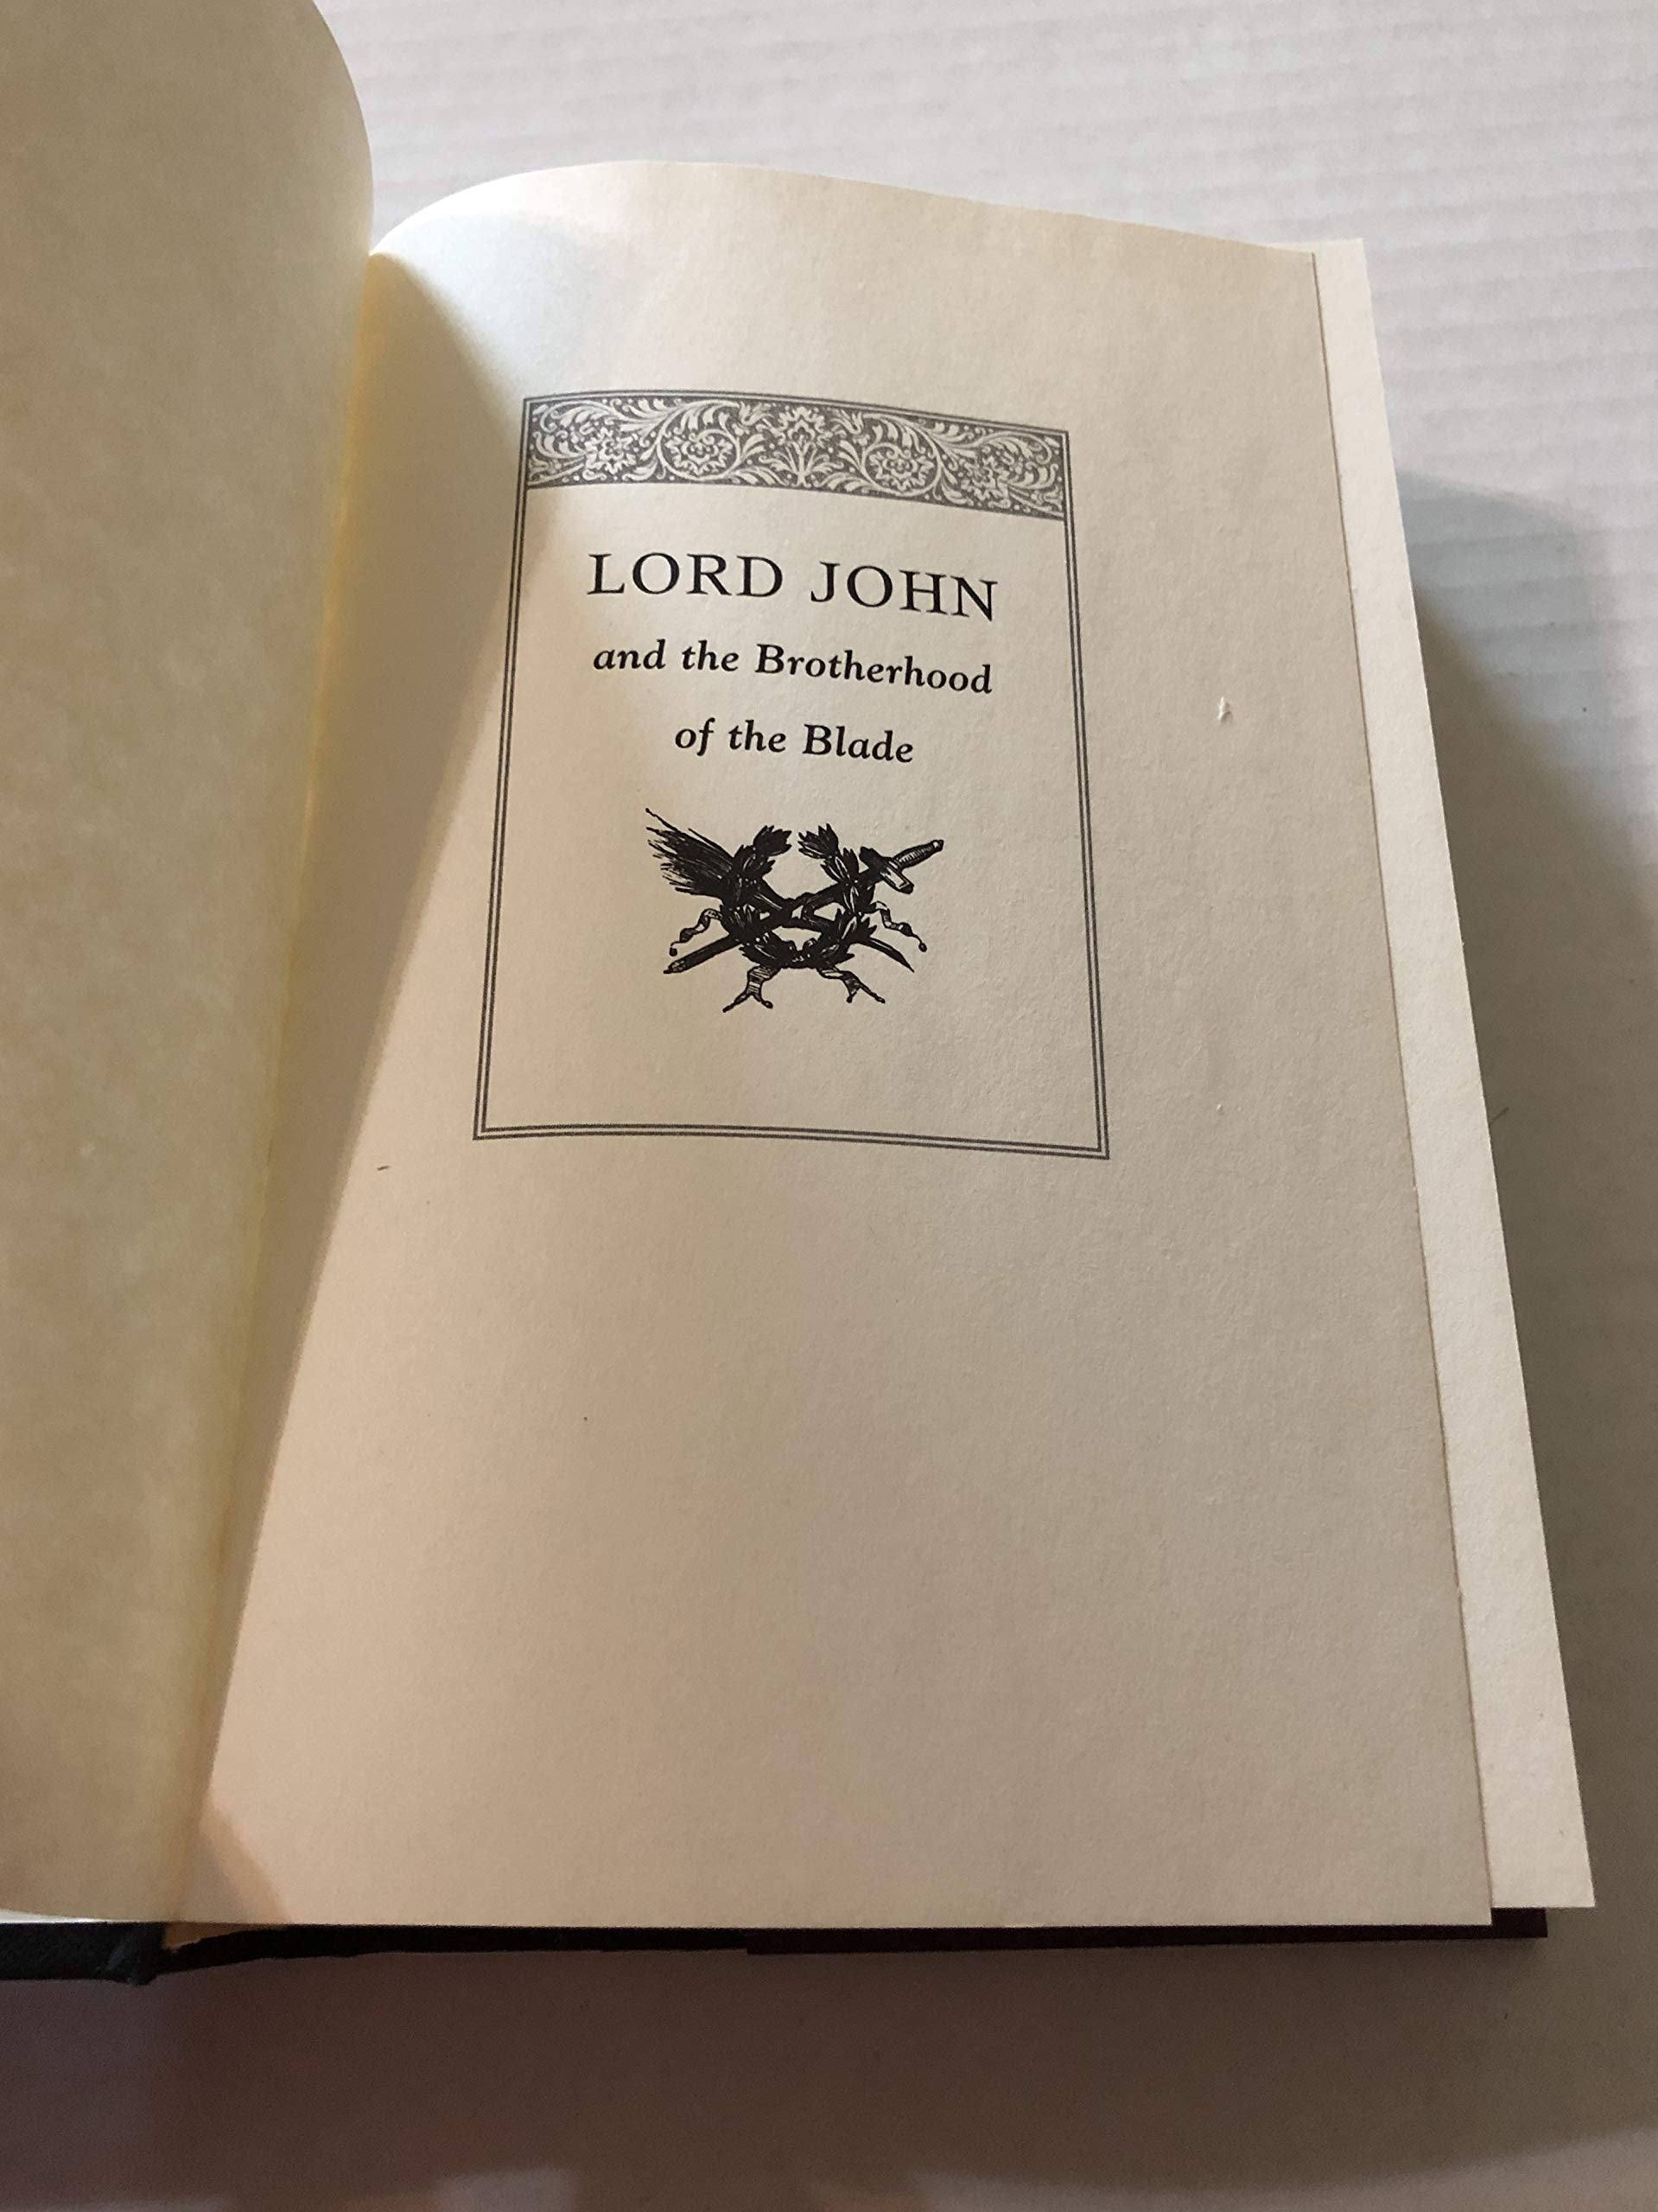 LORD JOHN
and the Brotherhood
of the Blade